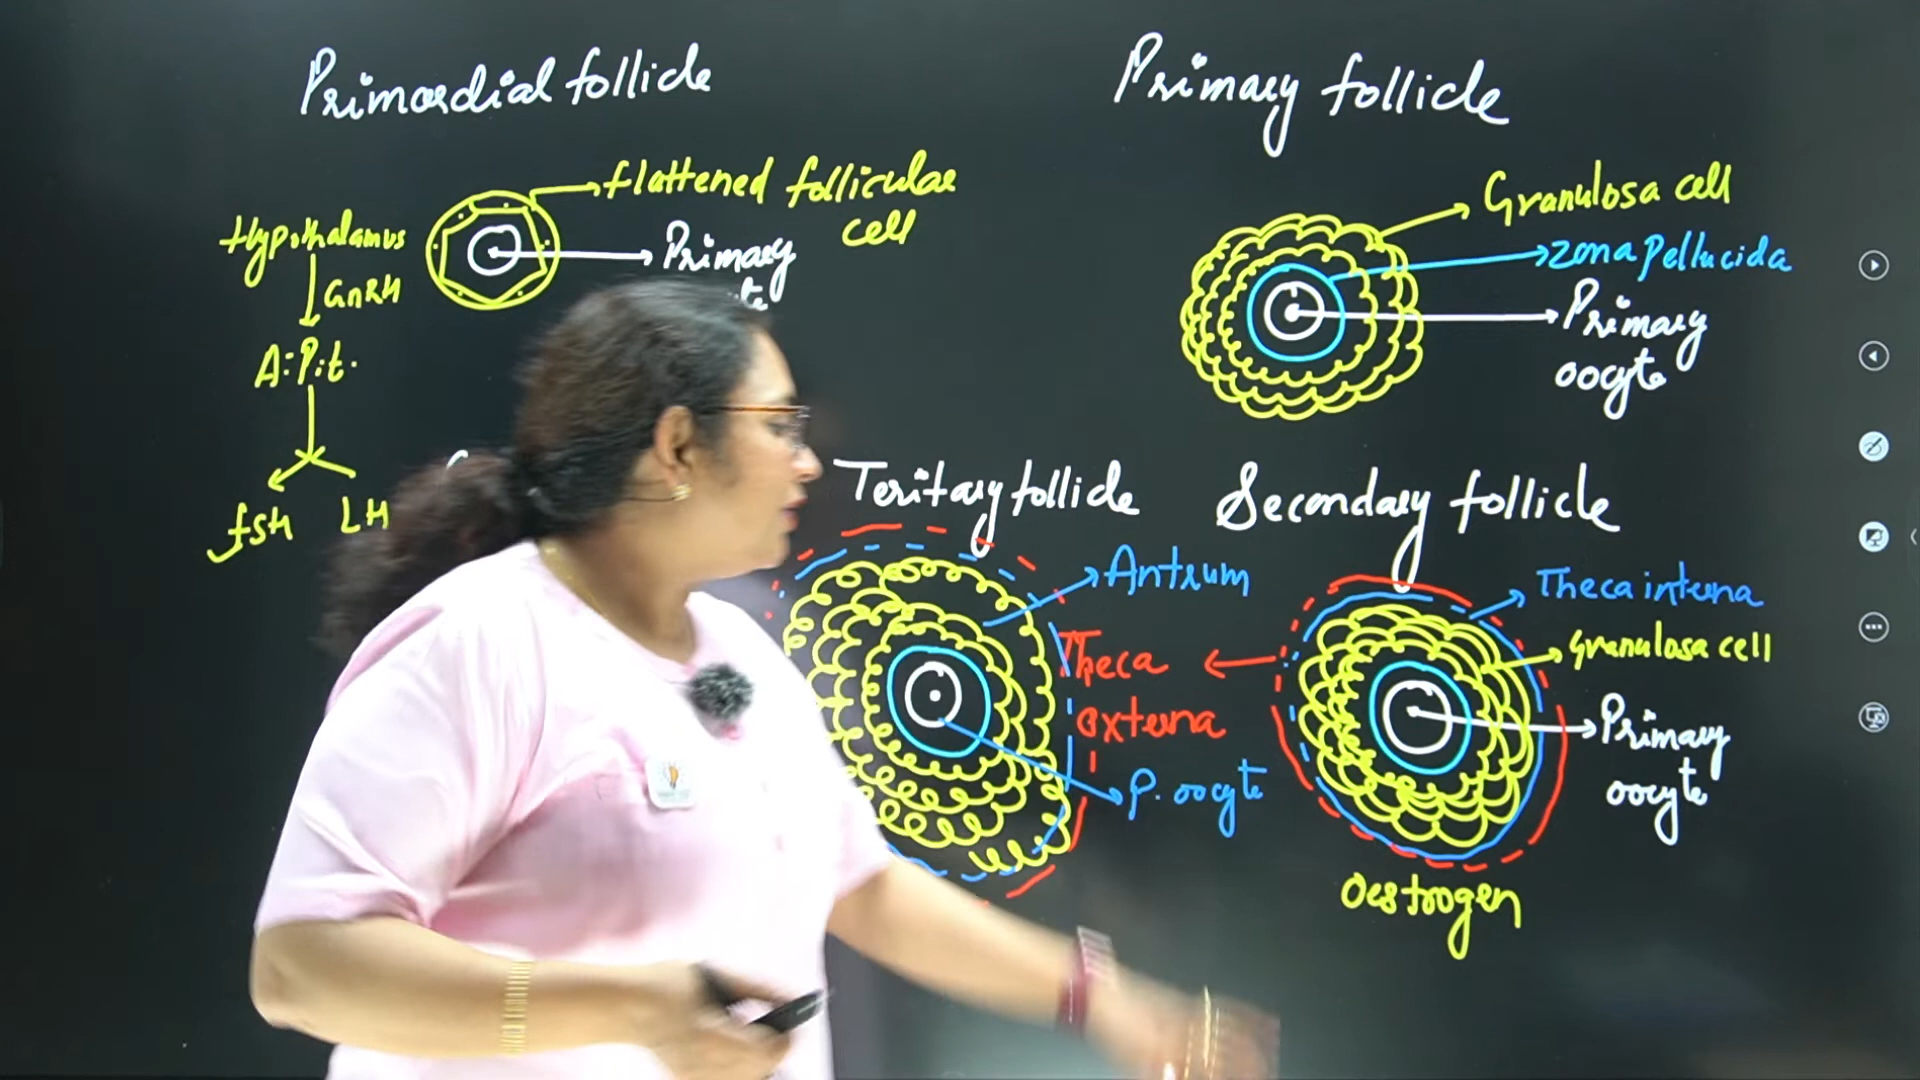 Primordial follicle
flattened follicular
cell
Primary
Hypothalamus
GnRH
A.Pit.
FSH LH
Primary follicle
Granulosa cell
Zona Pellucida
Primary
oocyte
Teritary follicle
Antrum
Theca
externa
P. oocyte
Secondary follicle
Theca interna
Granulosa cell
Primary
oocyte
Oestrogen